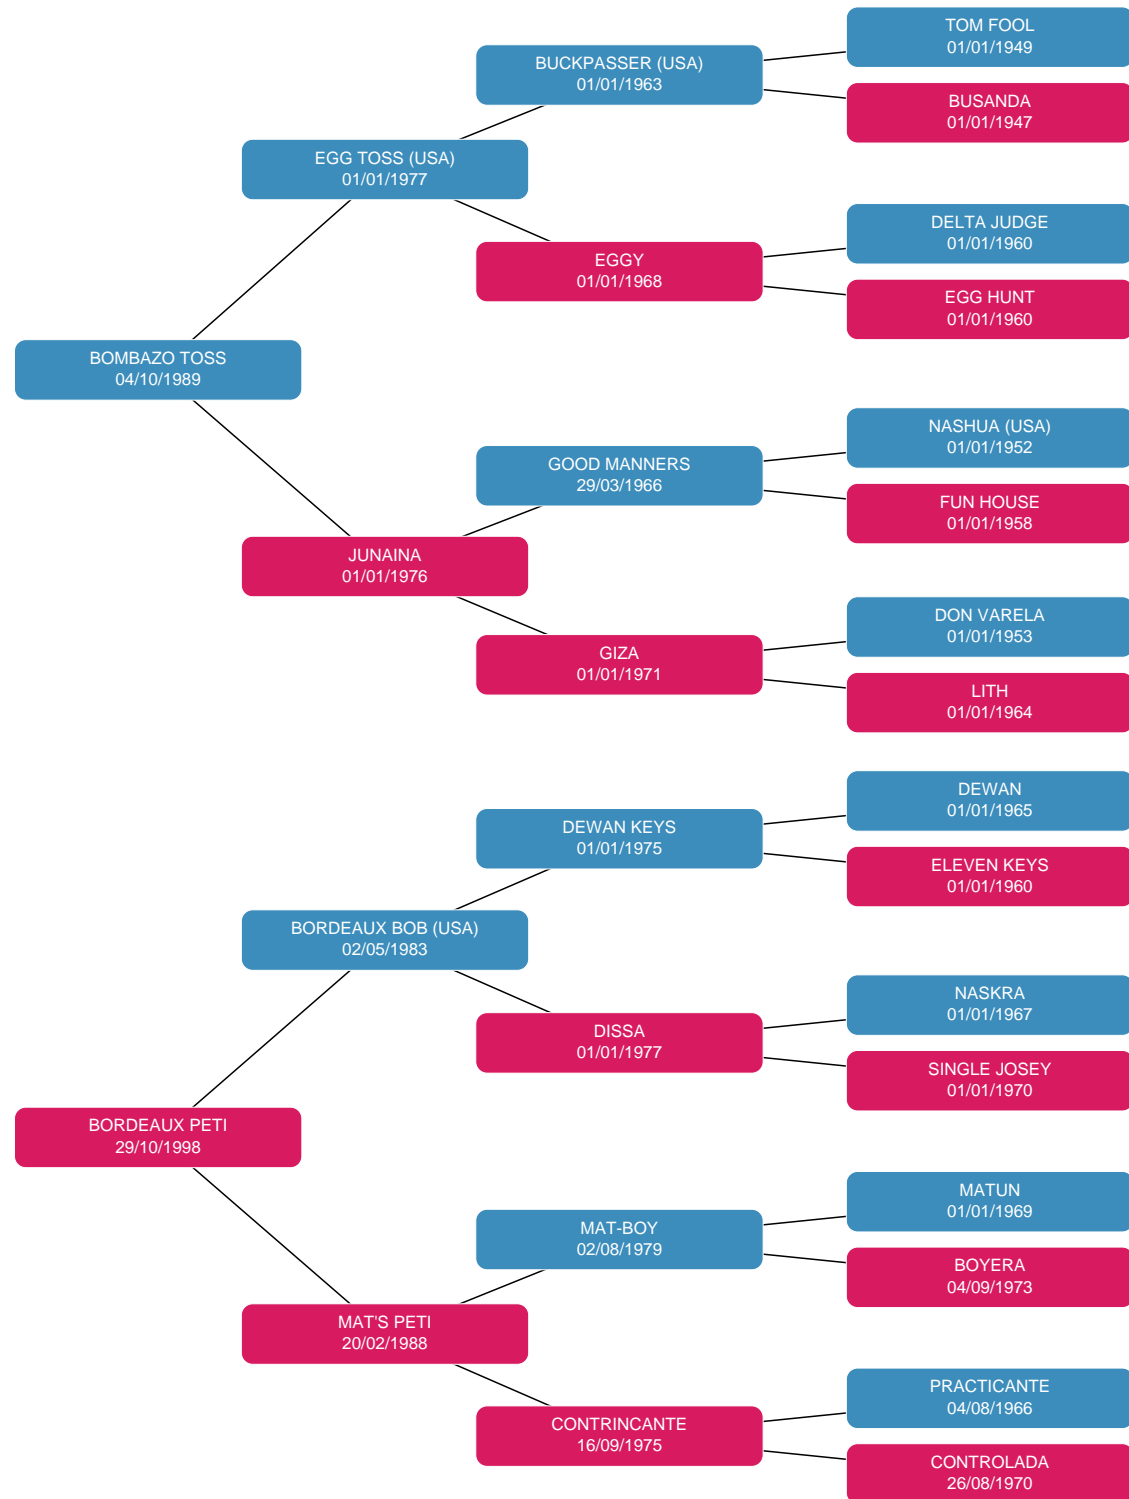 TOM FOOL
01/01/1949
BUCKPASSER (USA)
01/01/1963
BUSANDA
01/01/1947
EGG TOSS (USA)
01/01/1977
DELTA JUDGE
01/01/1960
EGGY
01/01/1968
EGG HUNT
01/01/1960
BOMBAZO TOSS
04/10/1989
NASHUA (USA)
01/01/1952
GOOD MANNERS
29/03/1966
FUN HOUSE
01/01/1958
JUNAINA
01/01/1976
DON VARELA
01/01/1953
GIZA
01/01/1971
LITH
01/01/1964
DEWAN
01/01/1965
DEWAN KEYS
01/01/1975
ELEVEN KEYS
01/01/1960
BORDEAUX BOB (USA)
02/05/1983
NASKRA
01/01/1967
DISSA
01/01/1977
SINGLE JOSEY
01/01/1970
BORDEAUX PETI
29/10/1998
MATUN
01/01/1969
MAT-BOY
02/08/1979
BOYERA
04/09/1973
MAT'S PETI
20/02/1988
PRACTICANTE
04/08/1966
CONTRINCANTE
16/09/1975
CONTROLADA
26/08/1970